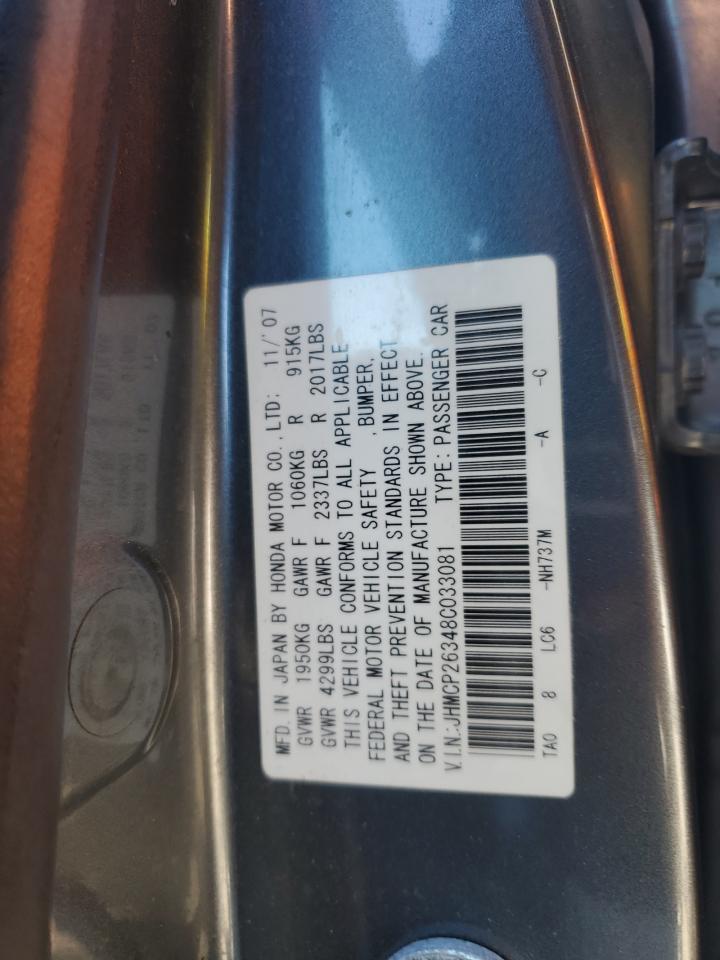 MFD. IN JAPAN BY HONDA MOTOR CO., LTD: 11/'07
GVWR 1950KG GAWR F 1060KG R 915KG
GVWR 4299LBS GAWR F 2337LBS R 2017LBS
THIS VEHICLE CONFORMS TO ALL APPLICABLE
FEDERAL MOTOR VEHICLE SAFETY , BUMPER,
AND THEFT PREVENTION STANDARDS IN EFFECT
ON THE DATE OF MANUFACTURE SHOWN ABOVE.
V.I.N.:JHMCP26348C033081 TYPE: PASSENGER CAR
TA0 8 LC6 -NH737M -A -C